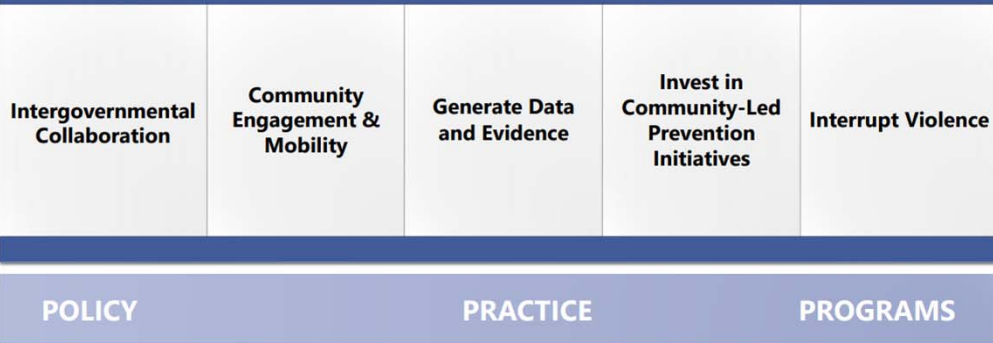 Intergovernmental
Collaboration
Community
Engagement &
Mobility
Generate Data
and Evidence
Invest in
Community-Led
Prevention
Initiatives
Interrupt Violence
POLICY
PRACTICE
PROGRAMS